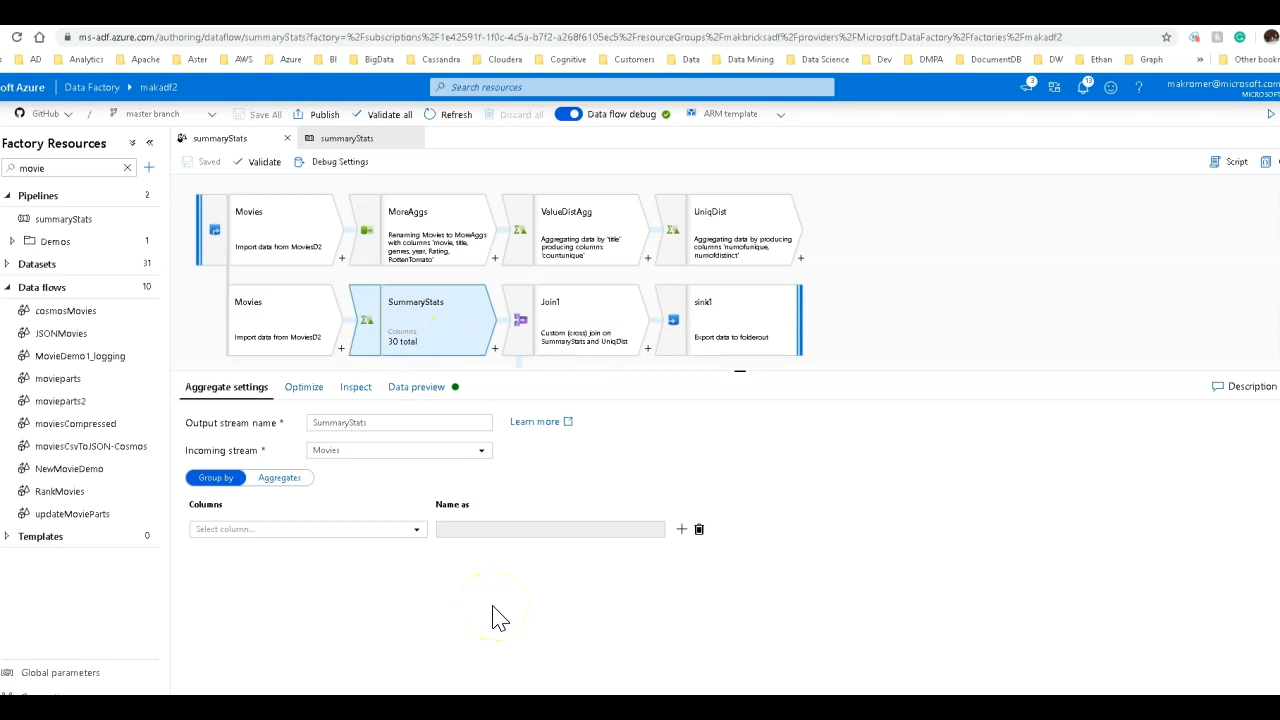 ms-adf.azure.com/authoring/dataflow/summaryStats?factory=%2Fsubscriptions%2F1e42591f-1f0c-4c5a-b7f2-a268f6105ec5%2FresourceGroups%2Fmakbricksadf%2Fproviders%2FMicrosoft.DataFactory%2Ffactories%2Fmakadf2
AD Analytics Apache Aster AWS Azure BI BigData Cassandra Cloudera Cognitive Customers Data Data Mining Data Science Dev DMPA DocumentDB DW Ethan Graph » Other bookr
oft Azure Data Factory makadf2 Search resources 3 13 makromer@microsoft.com
MICROSOFT
GitHub / master branch Save All Publish Validate all Refresh Discard all Data flow debug ARM template
Factory Resources
movie
Pipelines 2
summaryStats
Demos 1
Datasets 31
Data flows 10
cosmosMovies
JSONMovies
MovieDemo1_logging
movieparts
movieparts2
moviesCompressed
moviesCsvToJSON-Cosmos
NewMovieDemo
RankMovies
updateMovieParts
Templates 0
Global parameters
summaryStats summaryStats
Saved Validate Debug Settings Script
Movies
Import data from MoviesD2
MoreAggs
Renaming Movies to MoreAggs
with columns 'movie, title,
genres, year, Rating,
RottenTomato'
ValueDistAgg
Aggregating data by 'title'
producing columns
'countunique'
UniqDist
Aggregating data by producing
columns 'numofunique,
numofdistinct'
Movies
Import data from MoviesD2
SummaryStats
Columns:
30 total
Join1
Custom (cross) join on
SummaryStats and UniqDist
sink1
Export data to folderout
Aggregate settings Optimize Inspect Data preview Description
Output stream name * SummaryStats Learn more
Incoming stream * Movies
Group by Aggregates
Columns Name as
Select column...